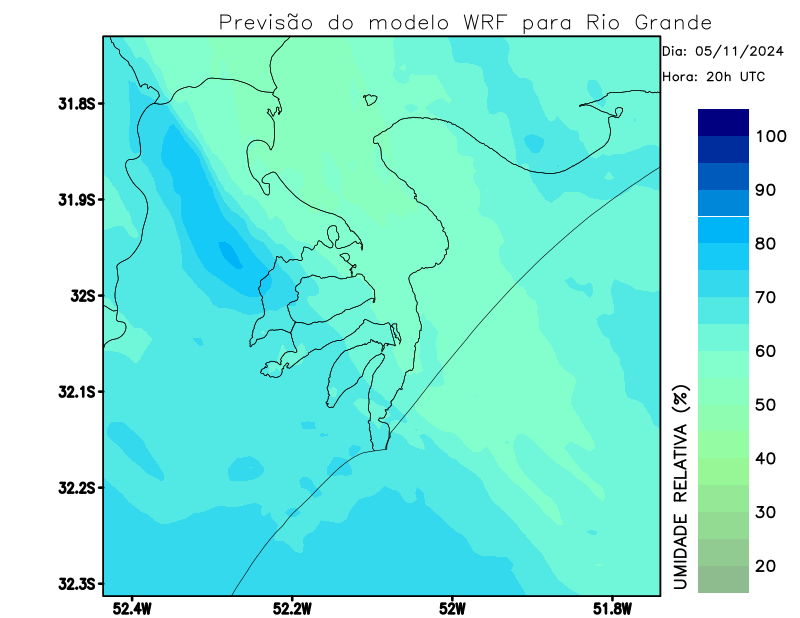 Previsão do modelo WRF para Rio Grande
Dia: 05/11/2024
Hora: 20h UTC
31.8S
31.9S
32S
32.1S
32.2S
32.3S
52.4W
52.2W
52W
51.8W
UMIDADE RELATIVA (%)
100
90
80
70
60
50
40
30
20